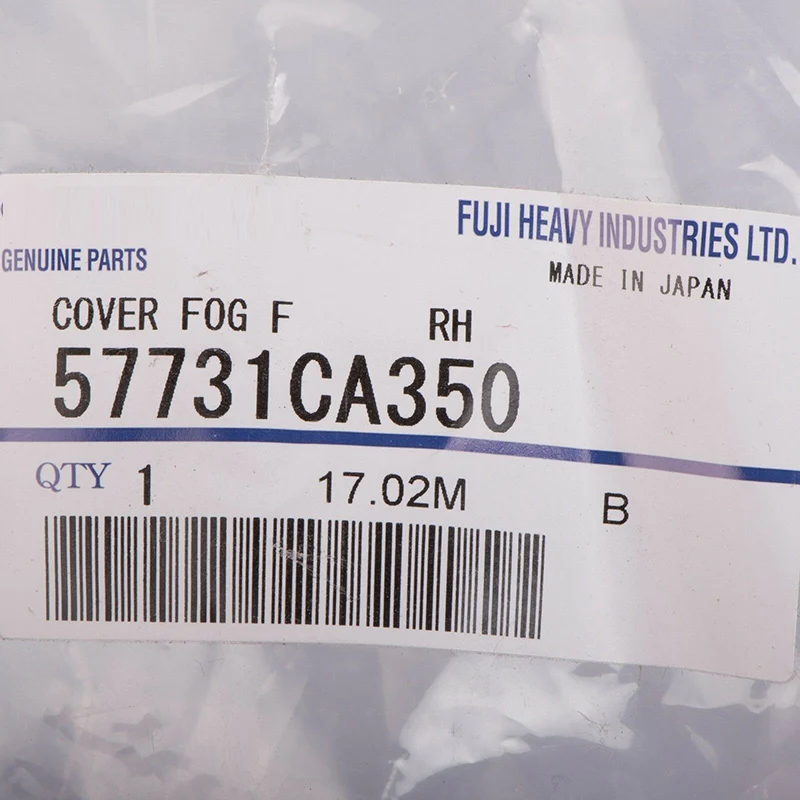 FUJI HEAVY INDUSTRIES LTD.
GENUINE PARTS
MADE IN JAPAN
COVER FOG F RH
57731CA350
QTY 1 17.02M B